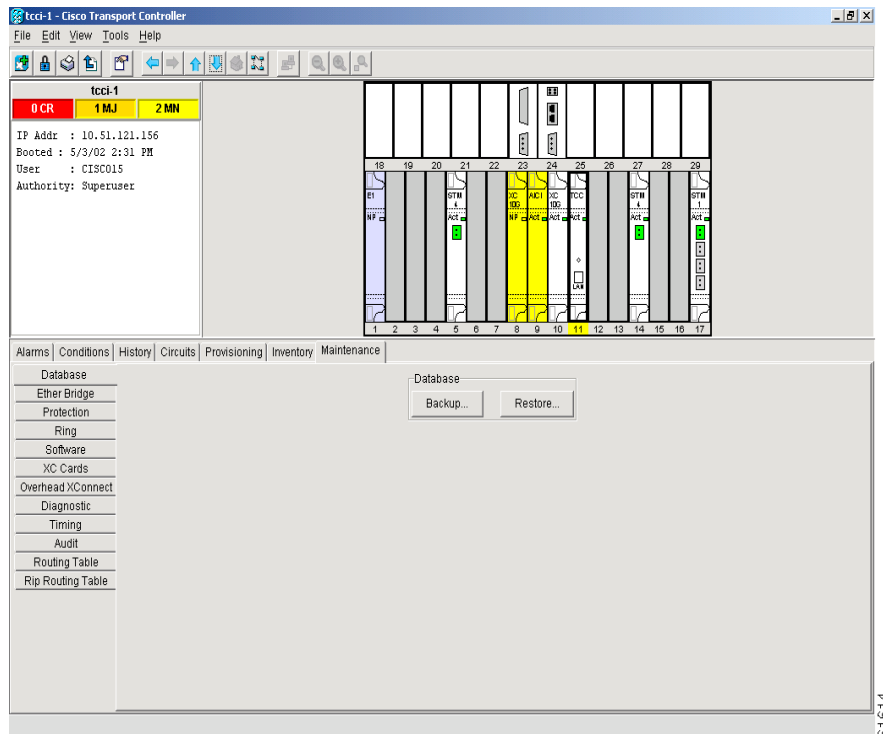 tcci-1 - Cisco Transport Controller
File Edit View Tools Help
tcci-1
0 CR 1 MJ 2 MN
IP Addr : 10.51.121.156
Booted : 5/3/02 2:31 PM
User : CISCO15
Authority: Superuser
18 19 20 21 22 23 24 25 26 27 28 29
E1 STM 4 XC 10G AICI XC 10G TCC STM 4 STM 1
NP Act NP Act Act Act Act Act
LAN
1 2 3 4 5 6 7 8 9 10 11 12 13 14 15 16 17
Alarms Conditions History Circuits Provisioning Inventory Maintenance
Database
Ether Bridge
Protection
Ring
Software
XC Cards
Overhead XConnect
Diagnostic
Timing
Audit
Routing Table
Rip Routing Table
Database
Backup... Restore...